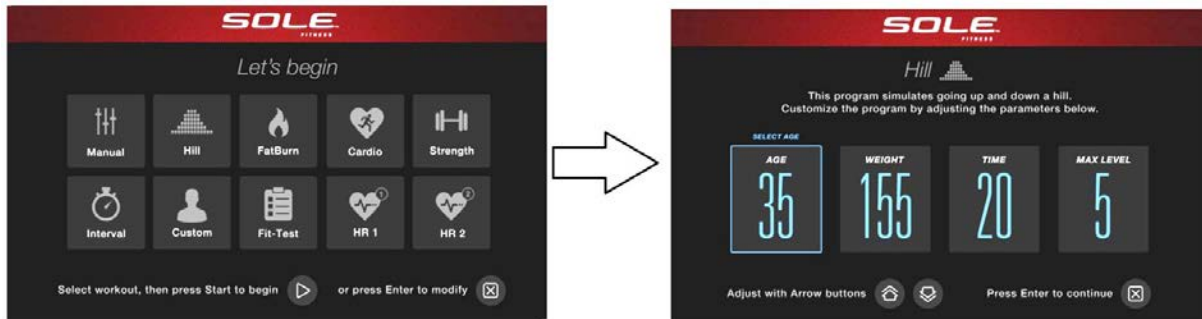 SOLE
FITNESS
Let's begin
Manual
Hill
FatBurn
Cardio
Strength
Interval
Custom
Fit-Test
1
HR 1
2
HR 2
Select workout, then press Start to begin or press Enter to modify
SOLE
FITNESS
Hill
This program simulates going up and down a hill.
Customize the program by adjusting the parameters below.
SELECT AGE
AGE
35
WEIGHT
155
TIME
20
MAX LEVEL
5
Adjust with Arrow buttons Press Enter to continue